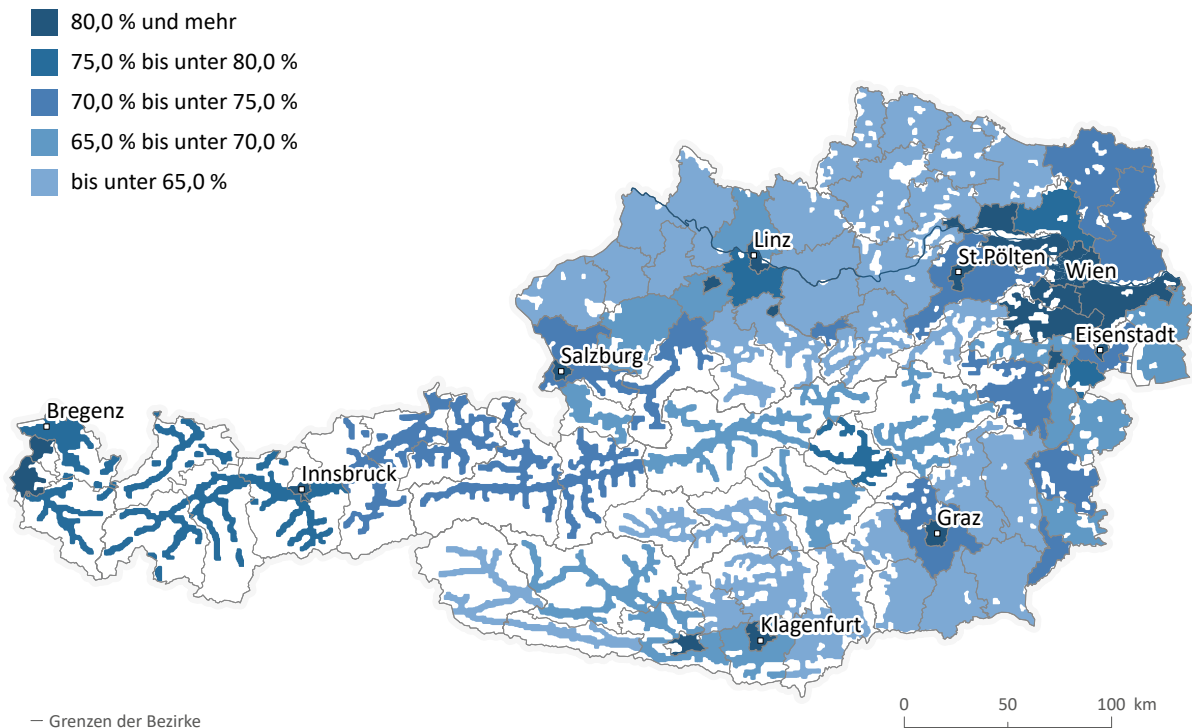 80,0 % und mehr
75,0 % bis unter 80,0 %
70,0 % bis unter 75,0 %
65,0 % bis unter 70,0 %
bis unter 65,0 %
Linz
St.Pölten
Wien
Eisenstadt
Salzburg
Bregenz
Innsbruck
Graz
Klagenfurt
— Grenzen der Bezirke
0 50 100 km